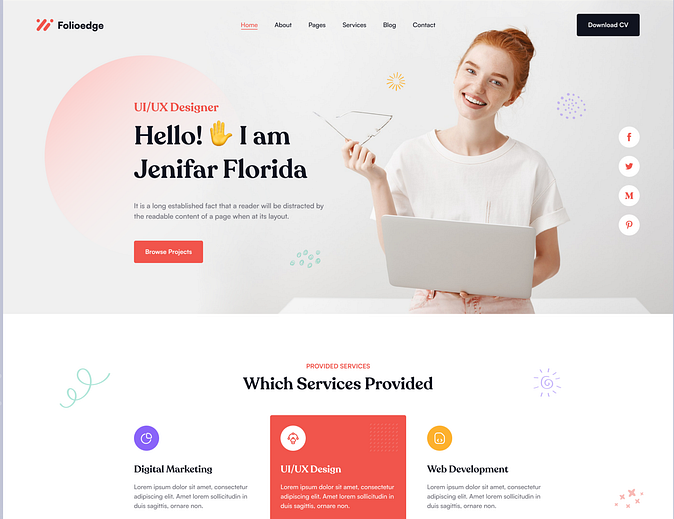 Folioedge
Home About Pages Services Blog Contact
Download CV
UI/UX Designer
Hello! ✋ I am
Jenifar Florida
It is a long established fact that a reader will be distracted by
the readable content of a page when at its layout.
Browse Projects
PROVIDED SERVICES
Which Services Provided
Digital Marketing
Lorem ipsum dolor sit amet, consectetur
adipiscing elit. Amet lorem sollicitudin in
duis sagittis, ornare non.
UI/UX Design
Lorem ipsum dolor sit amet, consectetur
adipiscing elit. Amet lorem sollicitudin in
duis sagittis, ornare non.
Web Development
Lorem ipsum dolor sit amet, consectetur
adipiscing elit. Amet lorem sollicitudin in
duis sagittis, ornare non.